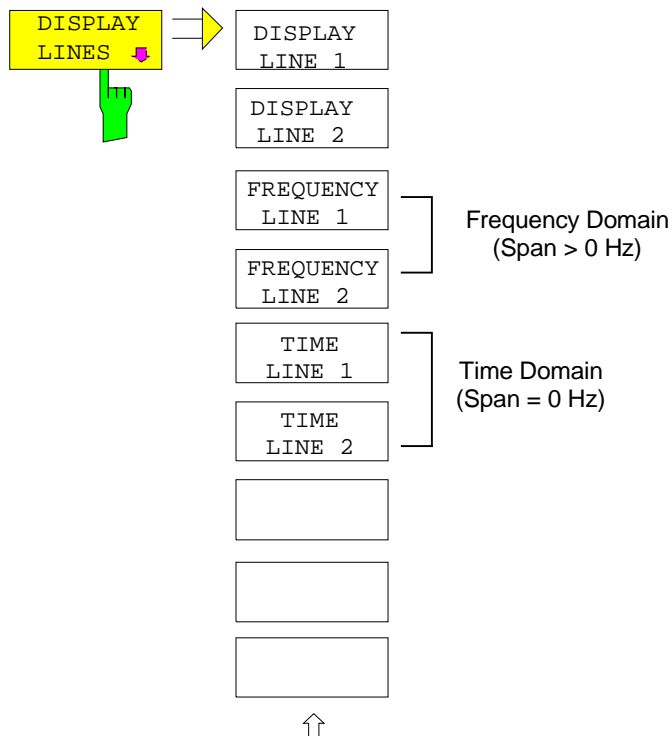 DISPLAY
LINES
DISPLAY
LINE 1
DISPLAY
LINE 2
FREQUENCY
LINE 1
FREQUENCY
LINE 2
Frequency Domain
(Span > 0 Hz)
TIME
LINE 1
TIME
LINE 2
Time Domain
(Span = 0 Hz)